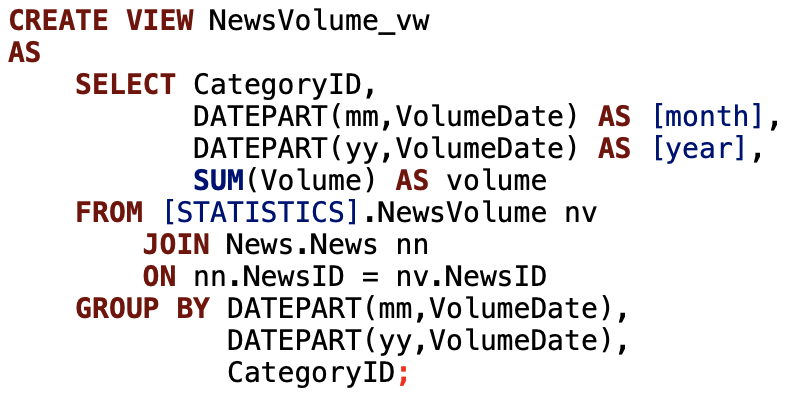 CREATE VIEW NewsVolume_vw
AS
    SELECT CategoryID,
           DATEPART(mm,VolumeDate) AS [month],
           DATEPART(yy,VolumeDate) AS [year],
           SUM(Volume) AS volume
    FROM [STATISTICS].NewsVolume nv
        JOIN News.News nn
        ON nn.NewsID = nv.NewsID
    GROUP BY DATEPART(mm,VolumeDate),
             DATEPART(yy,VolumeDate),
             CategoryID;